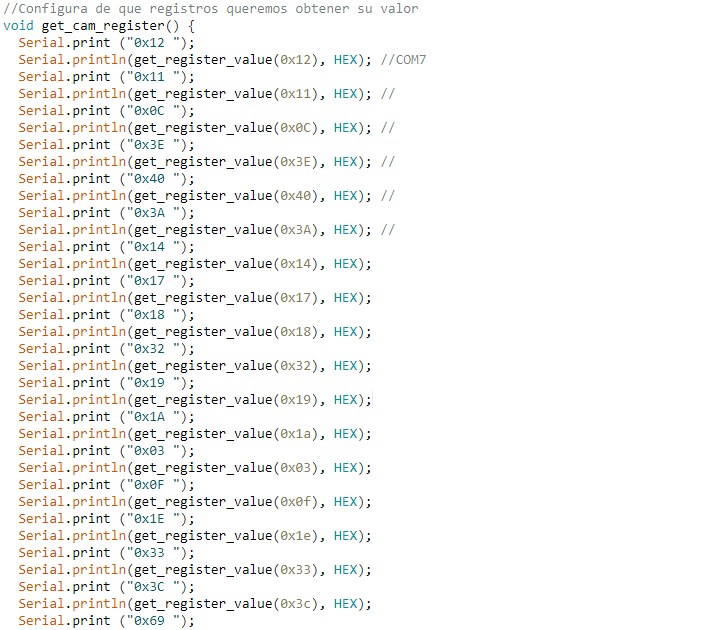 //Configura de que registros queremos obtener su valor
void get_cam_register() {
  Serial.print ("0x12 ");
  Serial.println(get_register_value(0x12), HEX); //COM7
  Serial.print ("0x11 ");
  Serial.println(get_register_value(0x11), HEX); //
  Serial.print ("0x0C ");
  Serial.println(get_register_value(0x0C), HEX); //
  Serial.print ("0x3E ");
  Serial.println(get_register_value(0x3E), HEX); //
  Serial.print ("0x40 ");
  Serial.println(get_register_value(0x40), HEX); //
  Serial.print ("0x3A ");
  Serial.println(get_register_value(0x3A), HEX); //
  Serial.print ("0x14 ");
  Serial.println(get_register_value(0x14), HEX);
  Serial.print ("0x17 ");
  Serial.println(get_register_value(0x17), HEX);
  Serial.print ("0x18 ");
  Serial.println(get_register_value(0x18), HEX);
  Serial.print ("0x32 ");
  Serial.println(get_register_value(0x32), HEX);
  Serial.print ("0x19 ");
  Serial.println(get_register_value(0x19), HEX);
  Serial.print ("0x1A ");
  Serial.println(get_register_value(0x1a), HEX);
  Serial.print ("0x03 ");
  Serial.println(get_register_value(0x03), HEX);
  Serial.print ("0x0F ");
  Serial.println(get_register_value(0x0f), HEX);
  Serial.print ("0x1E ");
  Serial.println(get_register_value(0x1e), HEX);
  Serial.print ("0x33 ");
  Serial.println(get_register_value(0x33), HEX);
  Serial.print ("0x3C ");
  Serial.println(get_register_value(0x3c), HEX);
  Serial.print ("0x69 ");